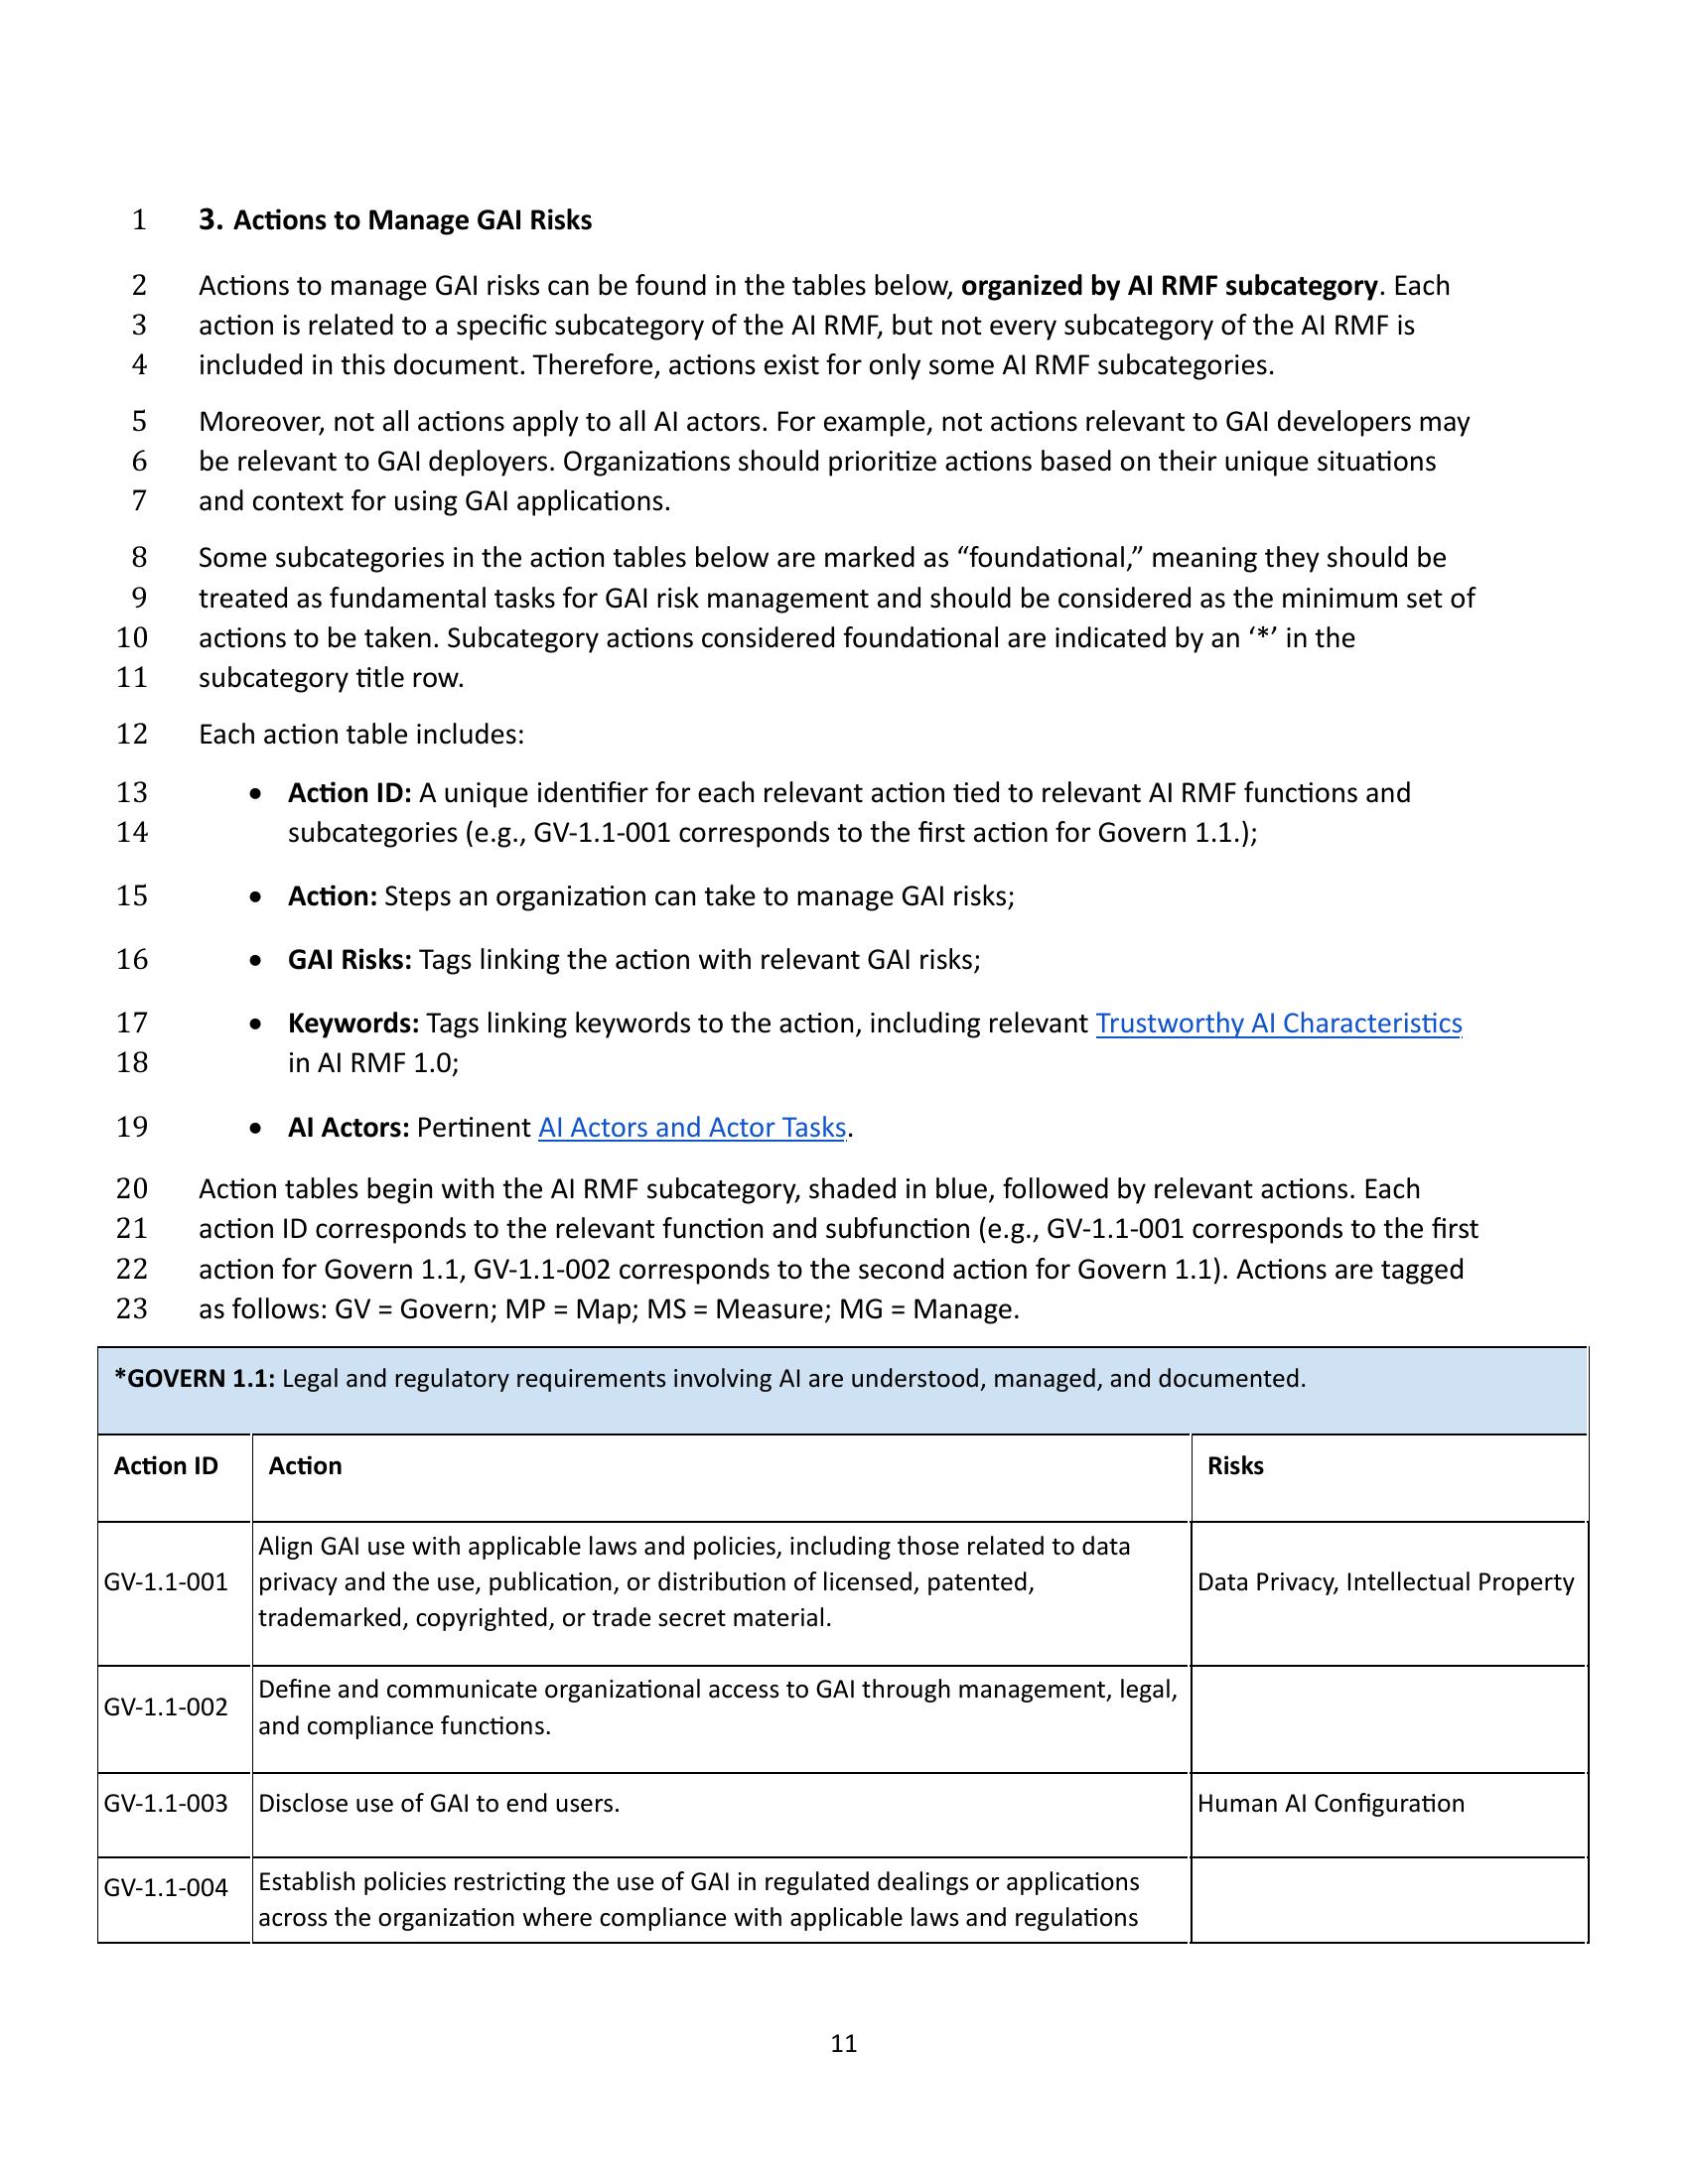 1 3. Actions to Manage GAI Risks
2 Actions to manage GAI risks can be found in the tables below, organized by AI RMF subcategory. Each
3 action is related to a specific subcategory of the AI RMF, but not every subcategory of the AI RMF is
4 included in this document. Therefore, actions exist for only some AI RMF subcategories.
5 Moreover, not all actions apply to all AI actors. For example, not actions relevant to GAI developers may
6 be relevant to GAI deployers. Organizations should prioritize actions based on their unique situations
7 and context for using GAI applications.
8 Some subcategories in the action tables below are marked as “foundational,” meaning they should be
9 treated as fundamental tasks for GAI risk management and should be considered as the minimum set of
10 actions to be taken. Subcategory actions considered foundational are indicated by an ‘*’ in the
11 subcategory title row.
12 Each action table includes:
13 • Action ID: A unique identifier for each relevant action tied to relevant AI RMF functions and
14 subcategories (e.g., GV-1.1-001 corresponds to the first action for Govern 1.1.);
15 • Action: Steps an organization can take to manage GAI risks;
16 • GAI Risks: Tags linking the action with relevant GAI risks;
17 • Keywords: Tags linking keywords to the action, including relevant Trustworthy AI Characteristics
18 in AI RMF 1.0;
19 • AI Actors: Pertinent AI Actors and Actor Tasks.
20 Action tables begin with the AI RMF subcategory, shaded in blue, followed by relevant actions. Each
21 action ID corresponds to the relevant function and subfunction (e.g., GV-1.1-001 corresponds to the first
22 action for Govern 1.1, GV-1.1-002 corresponds to the second action for Govern 1.1). Actions are tagged
23 as follows: GV = Govern; MP = Map; MS = Measure; MG = Manage.
*GOVERN 1.1: Legal and regulatory requirements involving AI are understood, managed, and documented.
Action ID Action Risks
Align GAI use with applicable laws and policies, including those related to data
GV-1.1-001 privacy and the use, publication, or distribution of licensed, patented, Data Privacy, Intellectual Property
trademarked, copyrighted, or trade secret material.
GV-1.1-002 Define and communicate organizational access to GAI through management, legal,
and compliance functions.
GV-1.1-003 Disclose use of GAI to end users. Human AI Configuration
GV-1.1-004 Establish policies restricting the use of GAI in regulated dealings or applications
across the organization where compliance with applicable laws and regulations
11